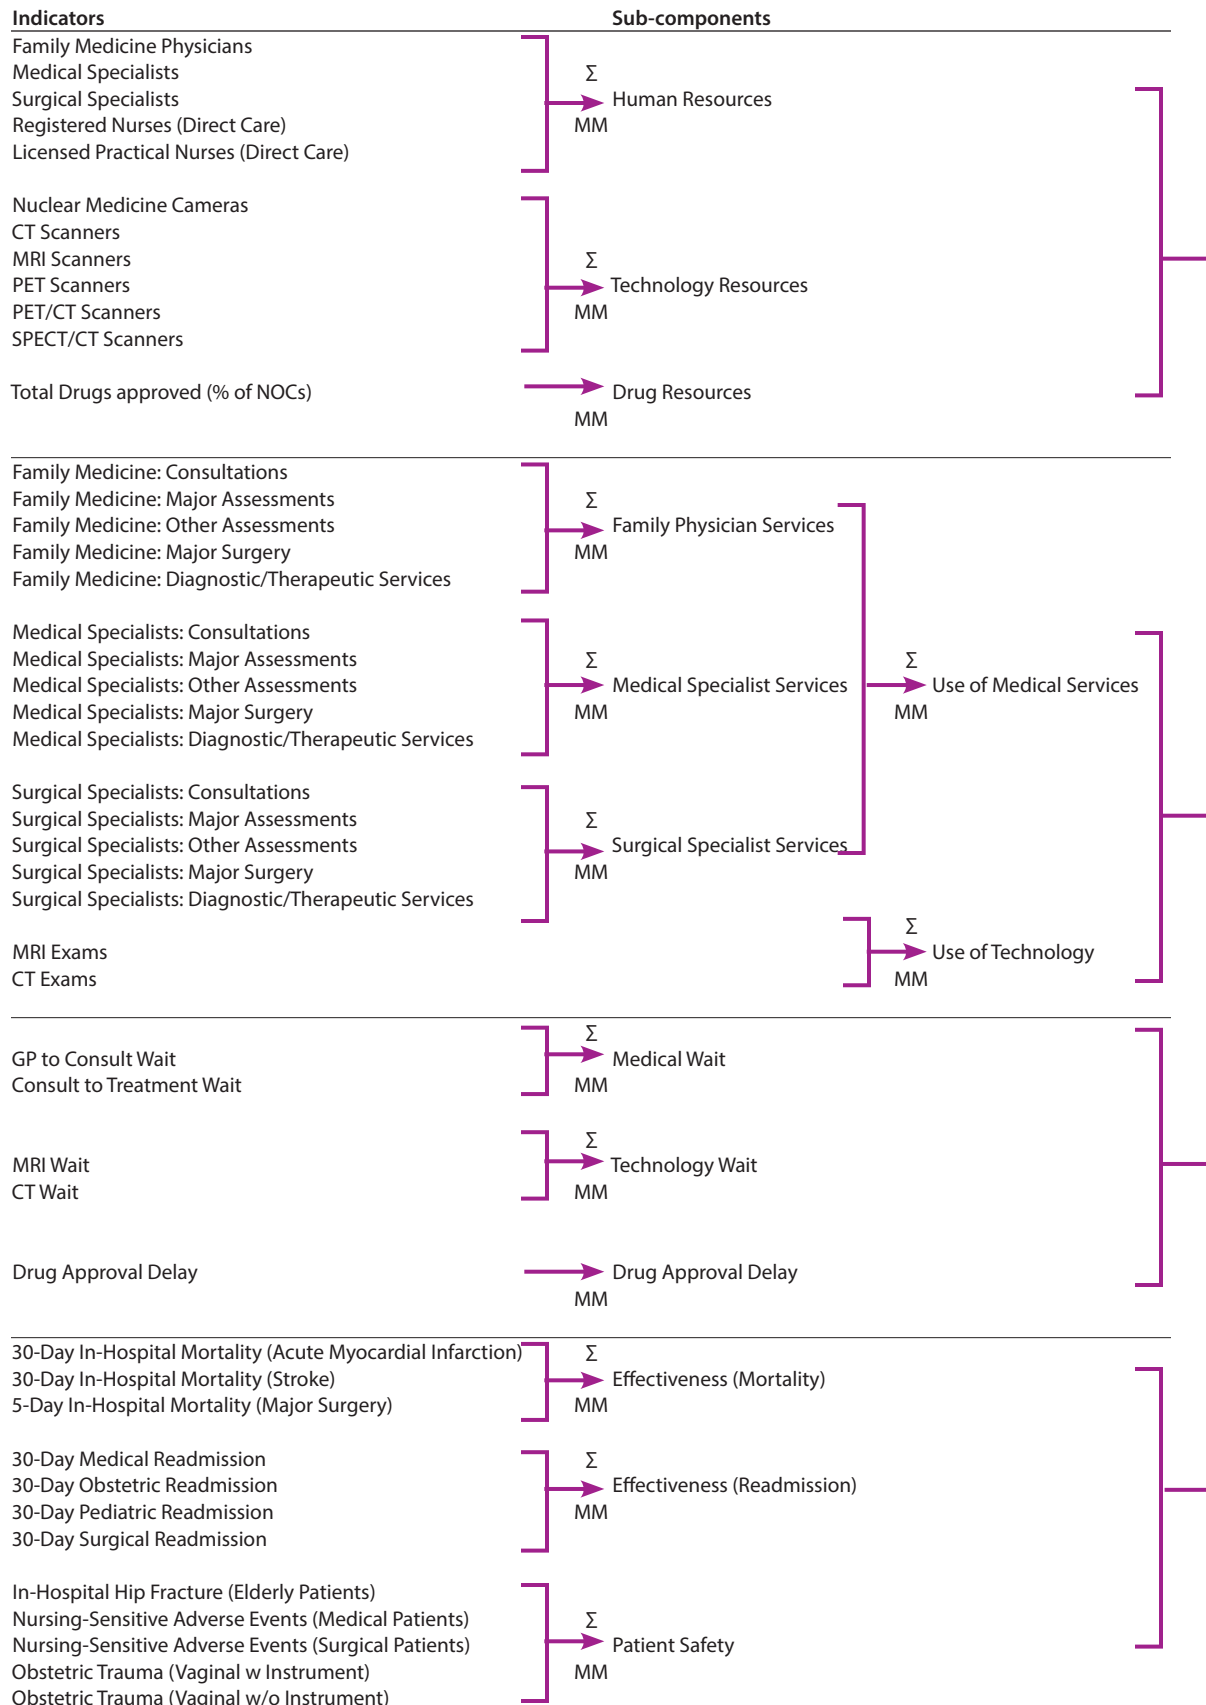 Indicators Sub-components
Family Medicine Physicians
Medical Specialists Σ
Surgical Specialists Human Resources
Registered Nurses (Direct Care) MM
Licensed Practical Nurses (Direct Care)
Nuclear Medicine Cameras
CT Scanners
MRI Scanners Σ
PET Scanners Technology Resources
PET/CT Scanners MM
SPECT/CT Scanners
Total Drugs approved (% of NOCs) Drug Resources
MM
Family Medicine: Consultations
Family Medicine: Major Assessments Σ
Family Medicine: Other Assessments Family Physician Services
Family Medicine: Major Surgery MM
Family Medicine: Diagnostic/Therapeutic Services
Medical Specialists: Consultations
Medical Specialists: Major Assessments Σ Σ
Medical Specialists: Other Assessments Medical Specialist Services Use of Medical Services
Medical Specialists: Major Surgery MM MM
Medical Specialists: Diagnostic/Therapeutic Services
Surgical Specialists: Consultations
Surgical Specialists: Major Assessments Σ
Surgical Specialists: Other Assessments Surgical Specialist Services
Surgical Specialists: Major Surgery MM
Surgical Specialists: Diagnostic/Therapeutic Services
Σ
MRI Exams Use of Technology
CT Exams MM
Σ
GP to Consult Wait Medical Wait
Consult to Treatment Wait MM
Σ
MRI Wait Technology Wait
CT Wait MM
Drug Approval Delay Drug Approval Delay
MM
30-Day In-Hospital Mortality (Acute Myocardial Infarction) Σ
30-Day In-Hospital Mortality (Stroke) Effectiveness (Mortality)
5-Day In-Hospital Mortality (Major Surgery) MM
30-Day Medical Readmission Σ
30-Day Obstetric Readmission Effectiveness (Readmission)
30-Day Pediatric Readmission MM
30-Day Surgical Readmission
In-Hospital Hip Fracture (Elderly Patients)
Nursing-Sensitive Adverse Events (Medical Patients) Σ
Nursing-Sensitive Adverse Events (Surgical Patients) Patient Safety
Obstetric Trauma (Vaginal w Instrument) MM
Obstetric Trauma (Vaginal w/o Instrument)